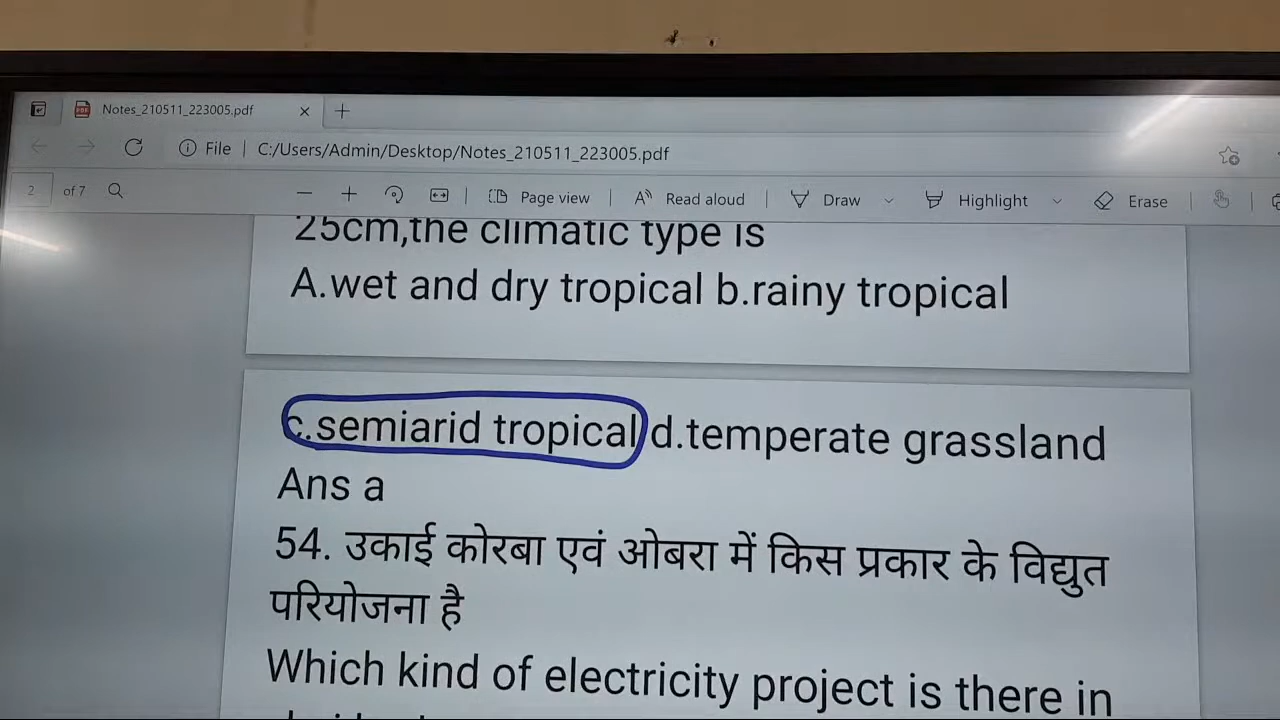 Notes_210511_223005.pdf
File | C:/Users/Admin/Desktop/Notes_210511_223005.pdf
2 of 7 Page view Read aloud Draw Highlight Erase
25cm,the climatic type is
A.wet and dry tropical b.rainy tropical
c.semiarid tropical d.temperate grassland
Ans a
54. उकाई कोरबा एवं ओबरा में किस प्रकार के विद्युत
परियोजना है
Which kind of electricity project is there in